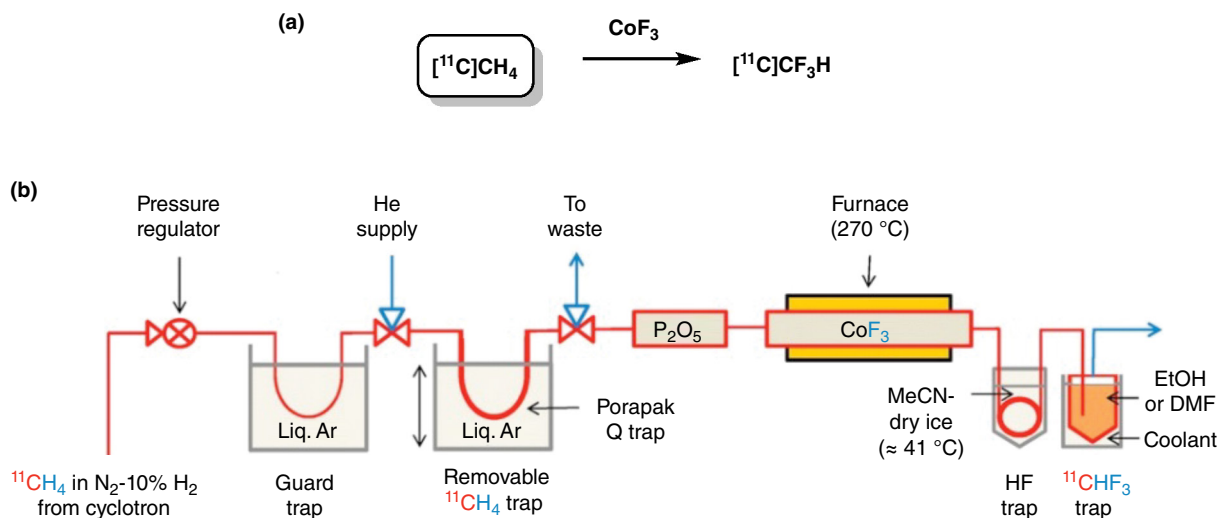 (a)
CoF₃
[¹¹C]CH₄
[¹¹C]CF₃H
(b)
Pressure
regulator
He
supply
To
waste
Furnace
(270 °C)
P₂O₅
CoF₃
Liq. Ar
Liq. Ar
Porapak
Q trap
MeCN-
dry ice
(≈ 41 °C)
EtOH
or DMF
Coolant
¹¹CH₄ in N₂-10% H₂
from cyclotron
Guard
trap
Removable
¹¹CH₄ trap
HF
trap
¹¹CHF₃
trap